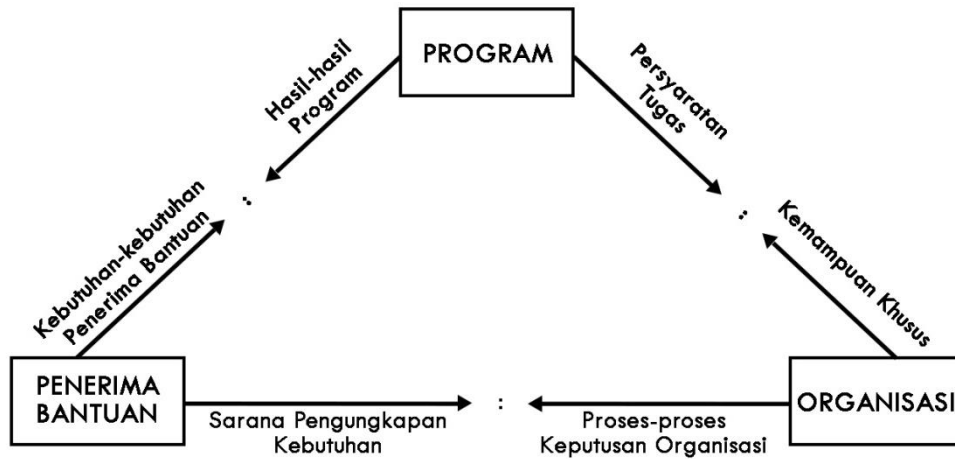 PROGRAM
Hasil-hasil
Program
Persyaratan
Tugas
:
:
Kebutuhan-kebutuhan
Penerima Bantuan
Kemampuan Khusus
PENERIMA
BANTUAN
Sarana Pengungkapan
Kebutuhan
:
Proses-proses
Keputusan Organisasi
ORGANISASI